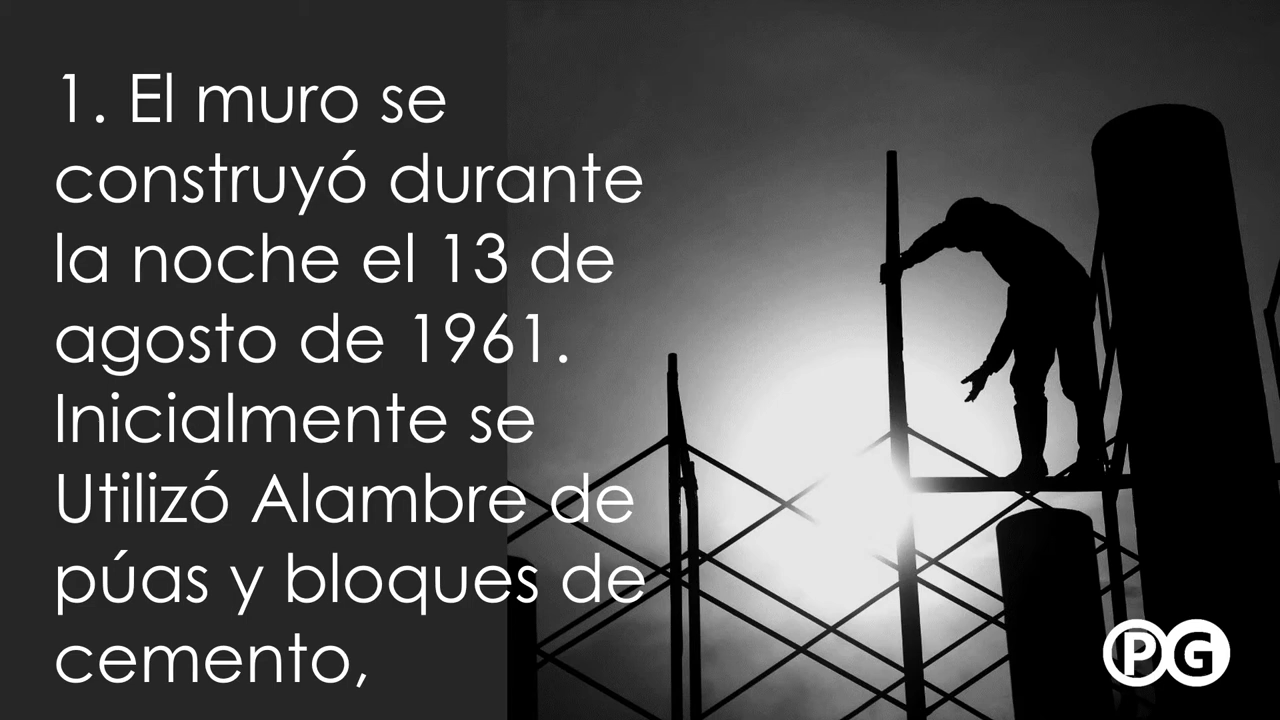 1. El muro se
construyó durante
la noche el 13 de
agosto de 1961.
Inicialmente se
Utilizó Alambre de
púas y bloques de
cemento,
PG